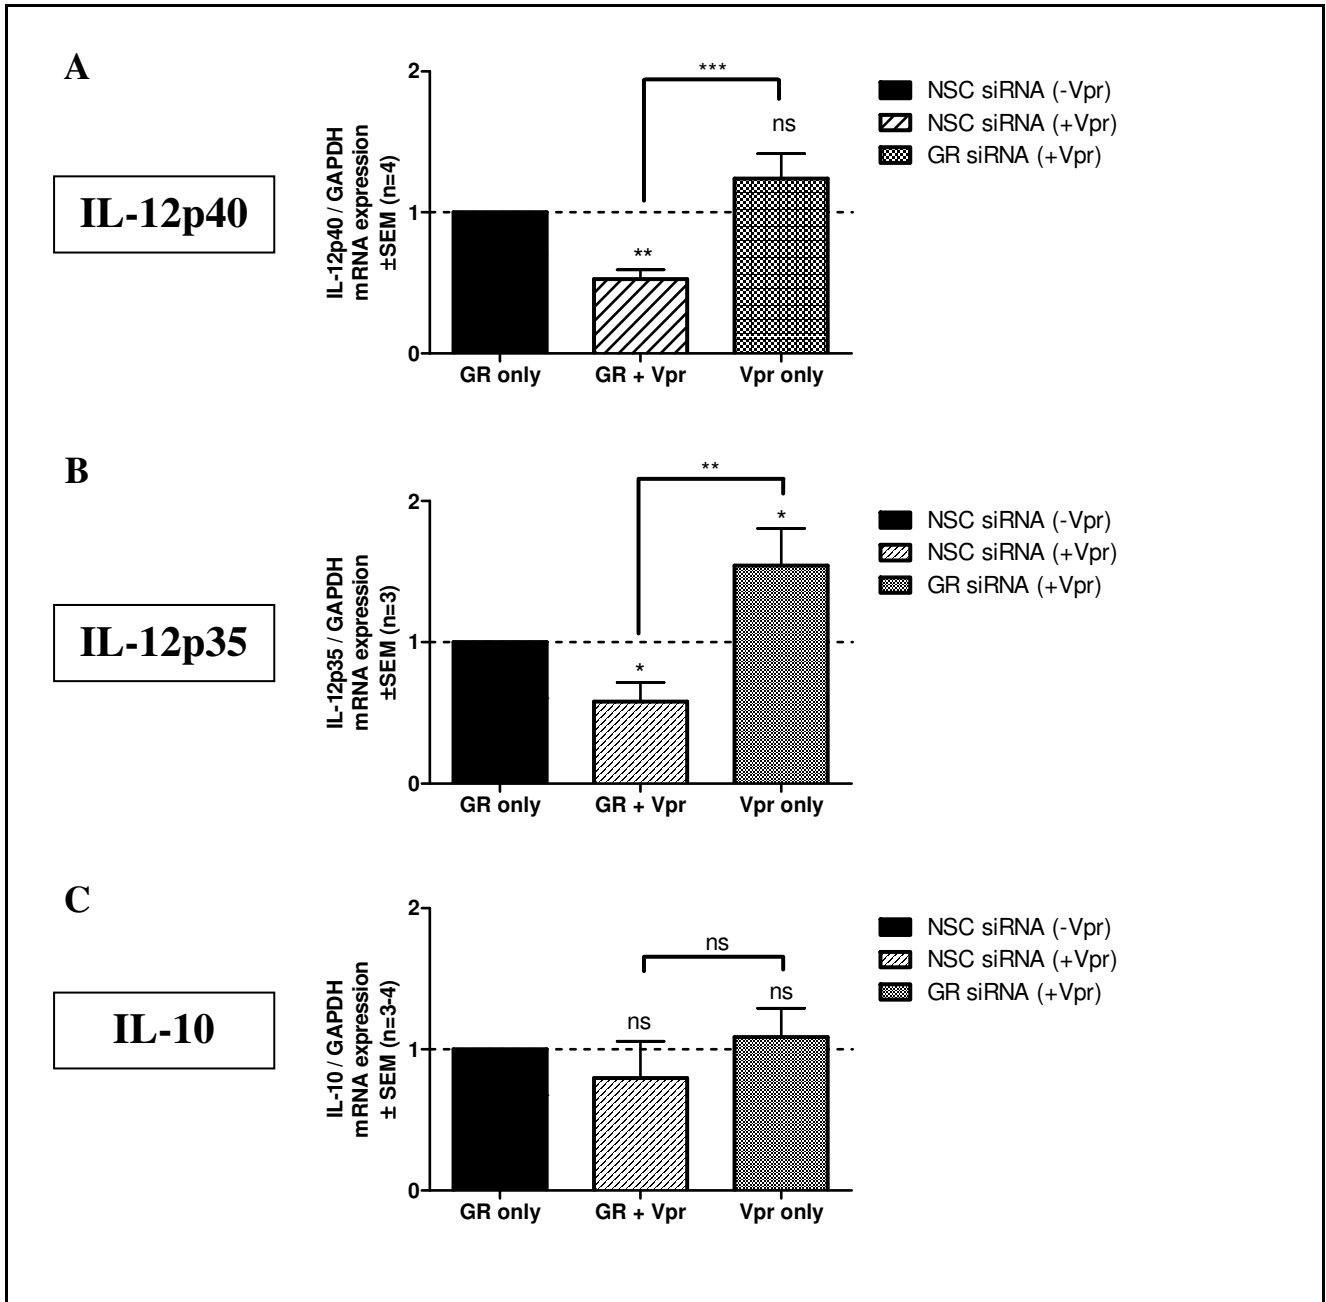 A
IL-12p40
IL-12p40 / GAPDH
mRNA expression
±SEM (n=4)
2
1
0
***
ns
**
GR only
GR + Vpr
Vpr only
NSC siRNA (-Vpr)
NSC siRNA (+Vpr)
GR siRNA (+Vpr)
B
IL-12p35
IL-12p35 / GAPDH
mRNA expression
±SEM (n=3)
2
1
0
**
*
*
GR only
GR + Vpr
Vpr only
NSC siRNA (-Vpr)
NSC siRNA (+Vpr)
GR siRNA (+Vpr)
C
IL-10
IL-10 / GAPDH
mRNA expression
± SEM (n=3-4)
2
1
0
ns
ns
ns
GR only
GR + Vpr
Vpr only
NSC siRNA (-Vpr)
NSC siRNA (+Vpr)
GR siRNA (+Vpr)